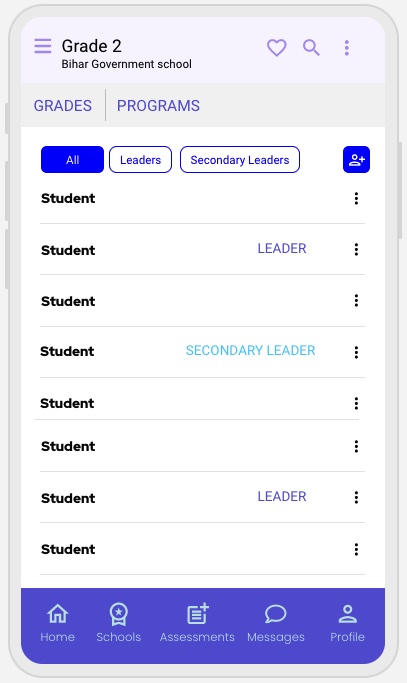 Grade 2
Bihar Government school
GRADES PROGRAMS
All Leaders Secondary Leaders
Student
Student LEADER
Student
Student SECONDARY LEADER
Student
Student
Student LEADER
Student
Home Schools Assessments Messages Profile